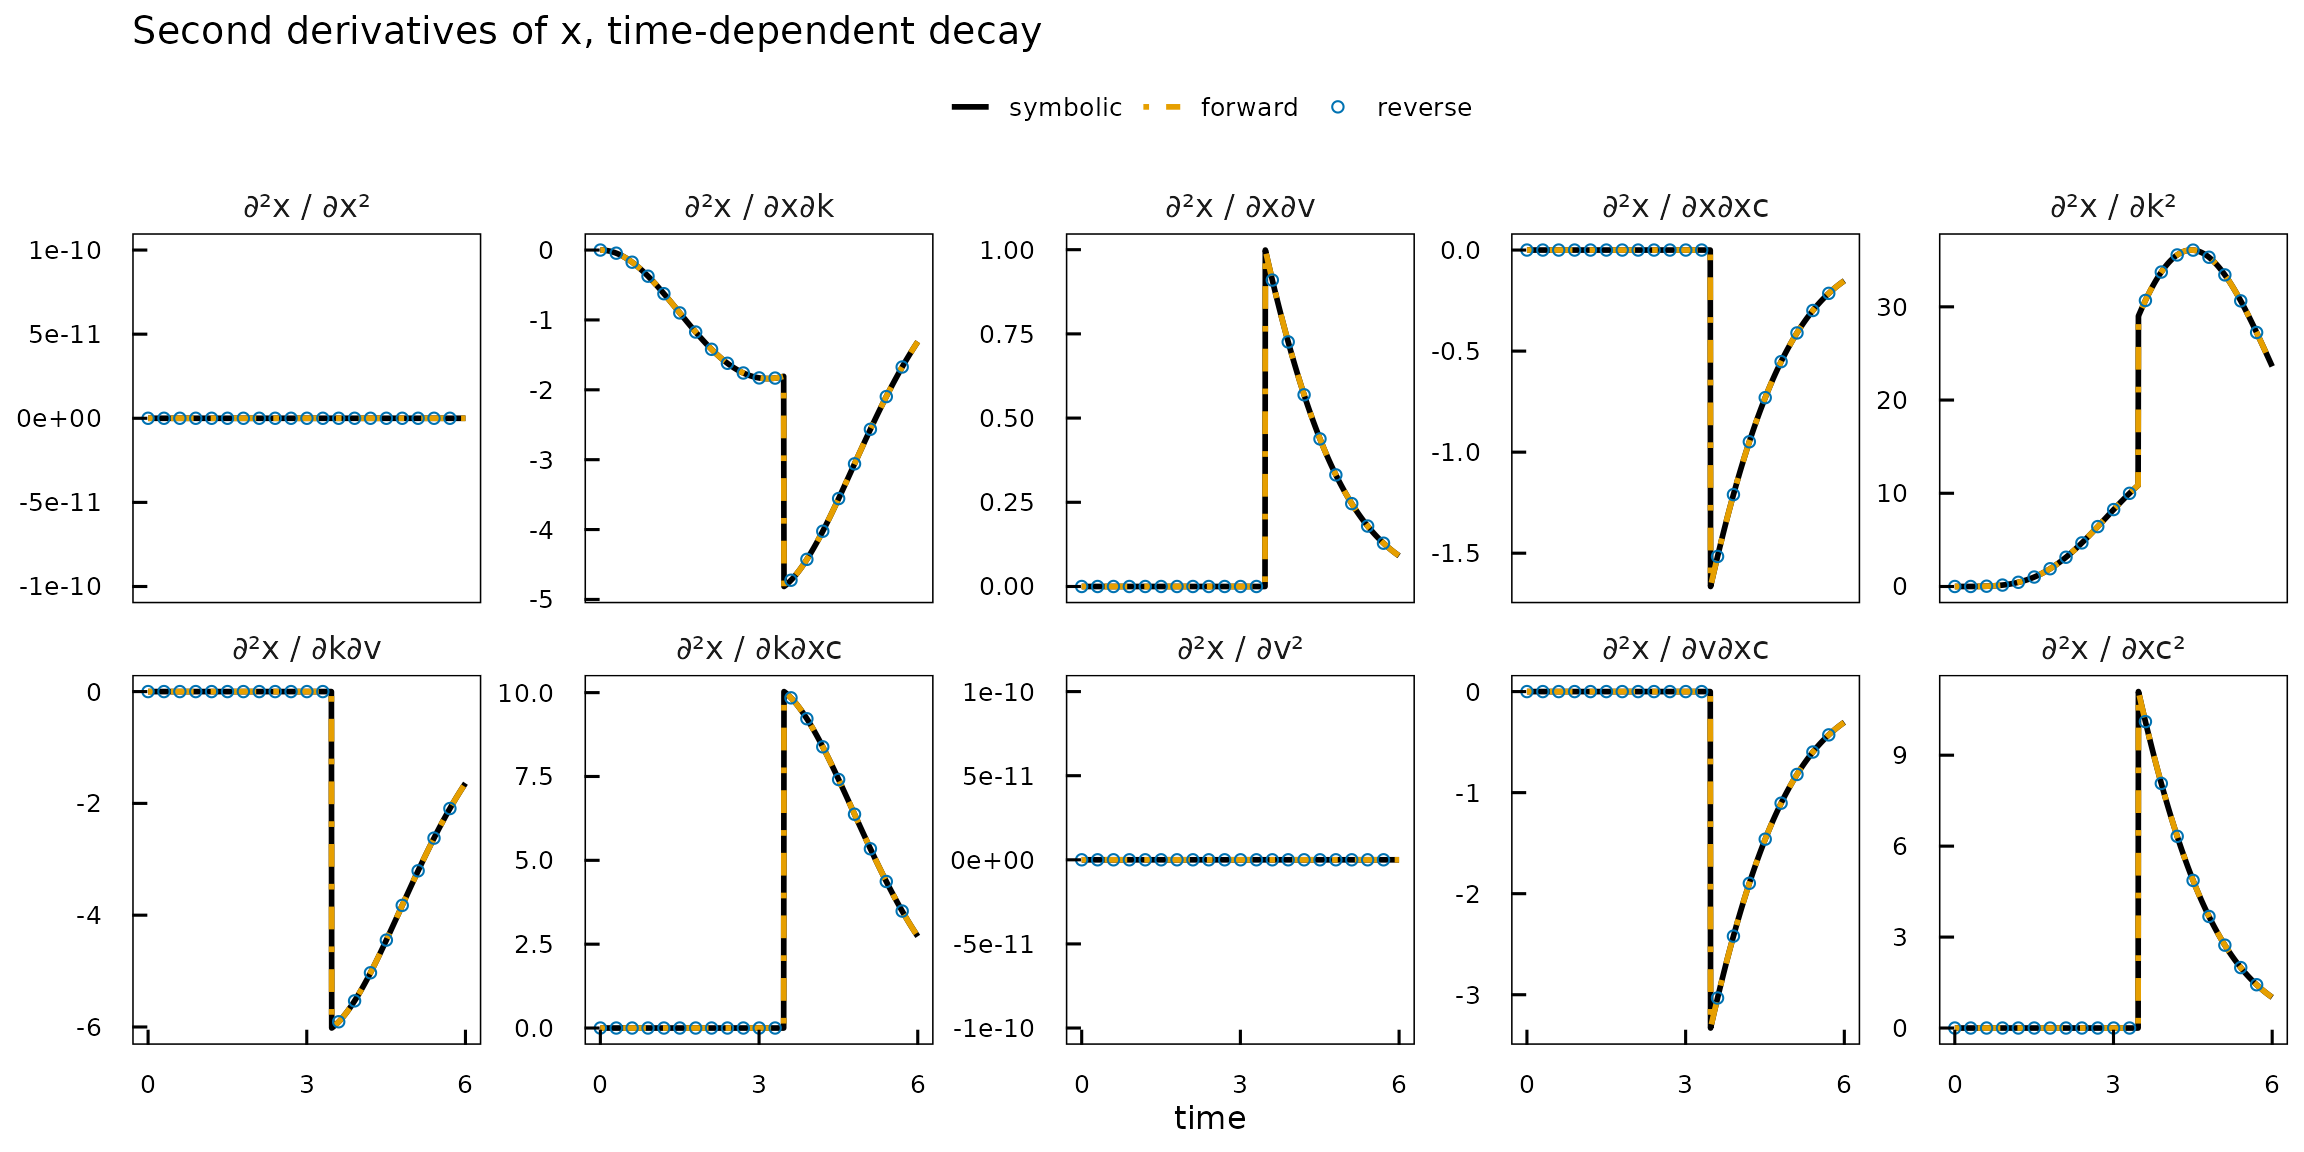 Second derivatives of x, time-dependent decay
symbolic forward reverse
∂²x / ∂x² ∂²x / ∂x∂k ∂²x / ∂x∂v ∂²x / ∂x∂xc ∂²x / ∂k²
1e-10
5e-11
0e+00
-5e-11
-1e-10
0
-1
-2
-3
-4
-5
1.00
0.75
0.50
0.25
0.00
0.0
-0.5
-1.0
-1.5
30
20
10
0
∂²x / ∂k∂v ∂²x / ∂k∂xc ∂²x / ∂v² ∂²x / ∂v∂xc ∂²x / ∂xc²
0
-2
-4
-6
10.0
7.5
5.0
2.5
0.0
1e-10
5e-11
0e+00
-5e-11
-1e-10
0
-1
-2
-3
9
6
3
0
0 3 6 0 3 6 0 3 6 0 3 6 0 3 6
time